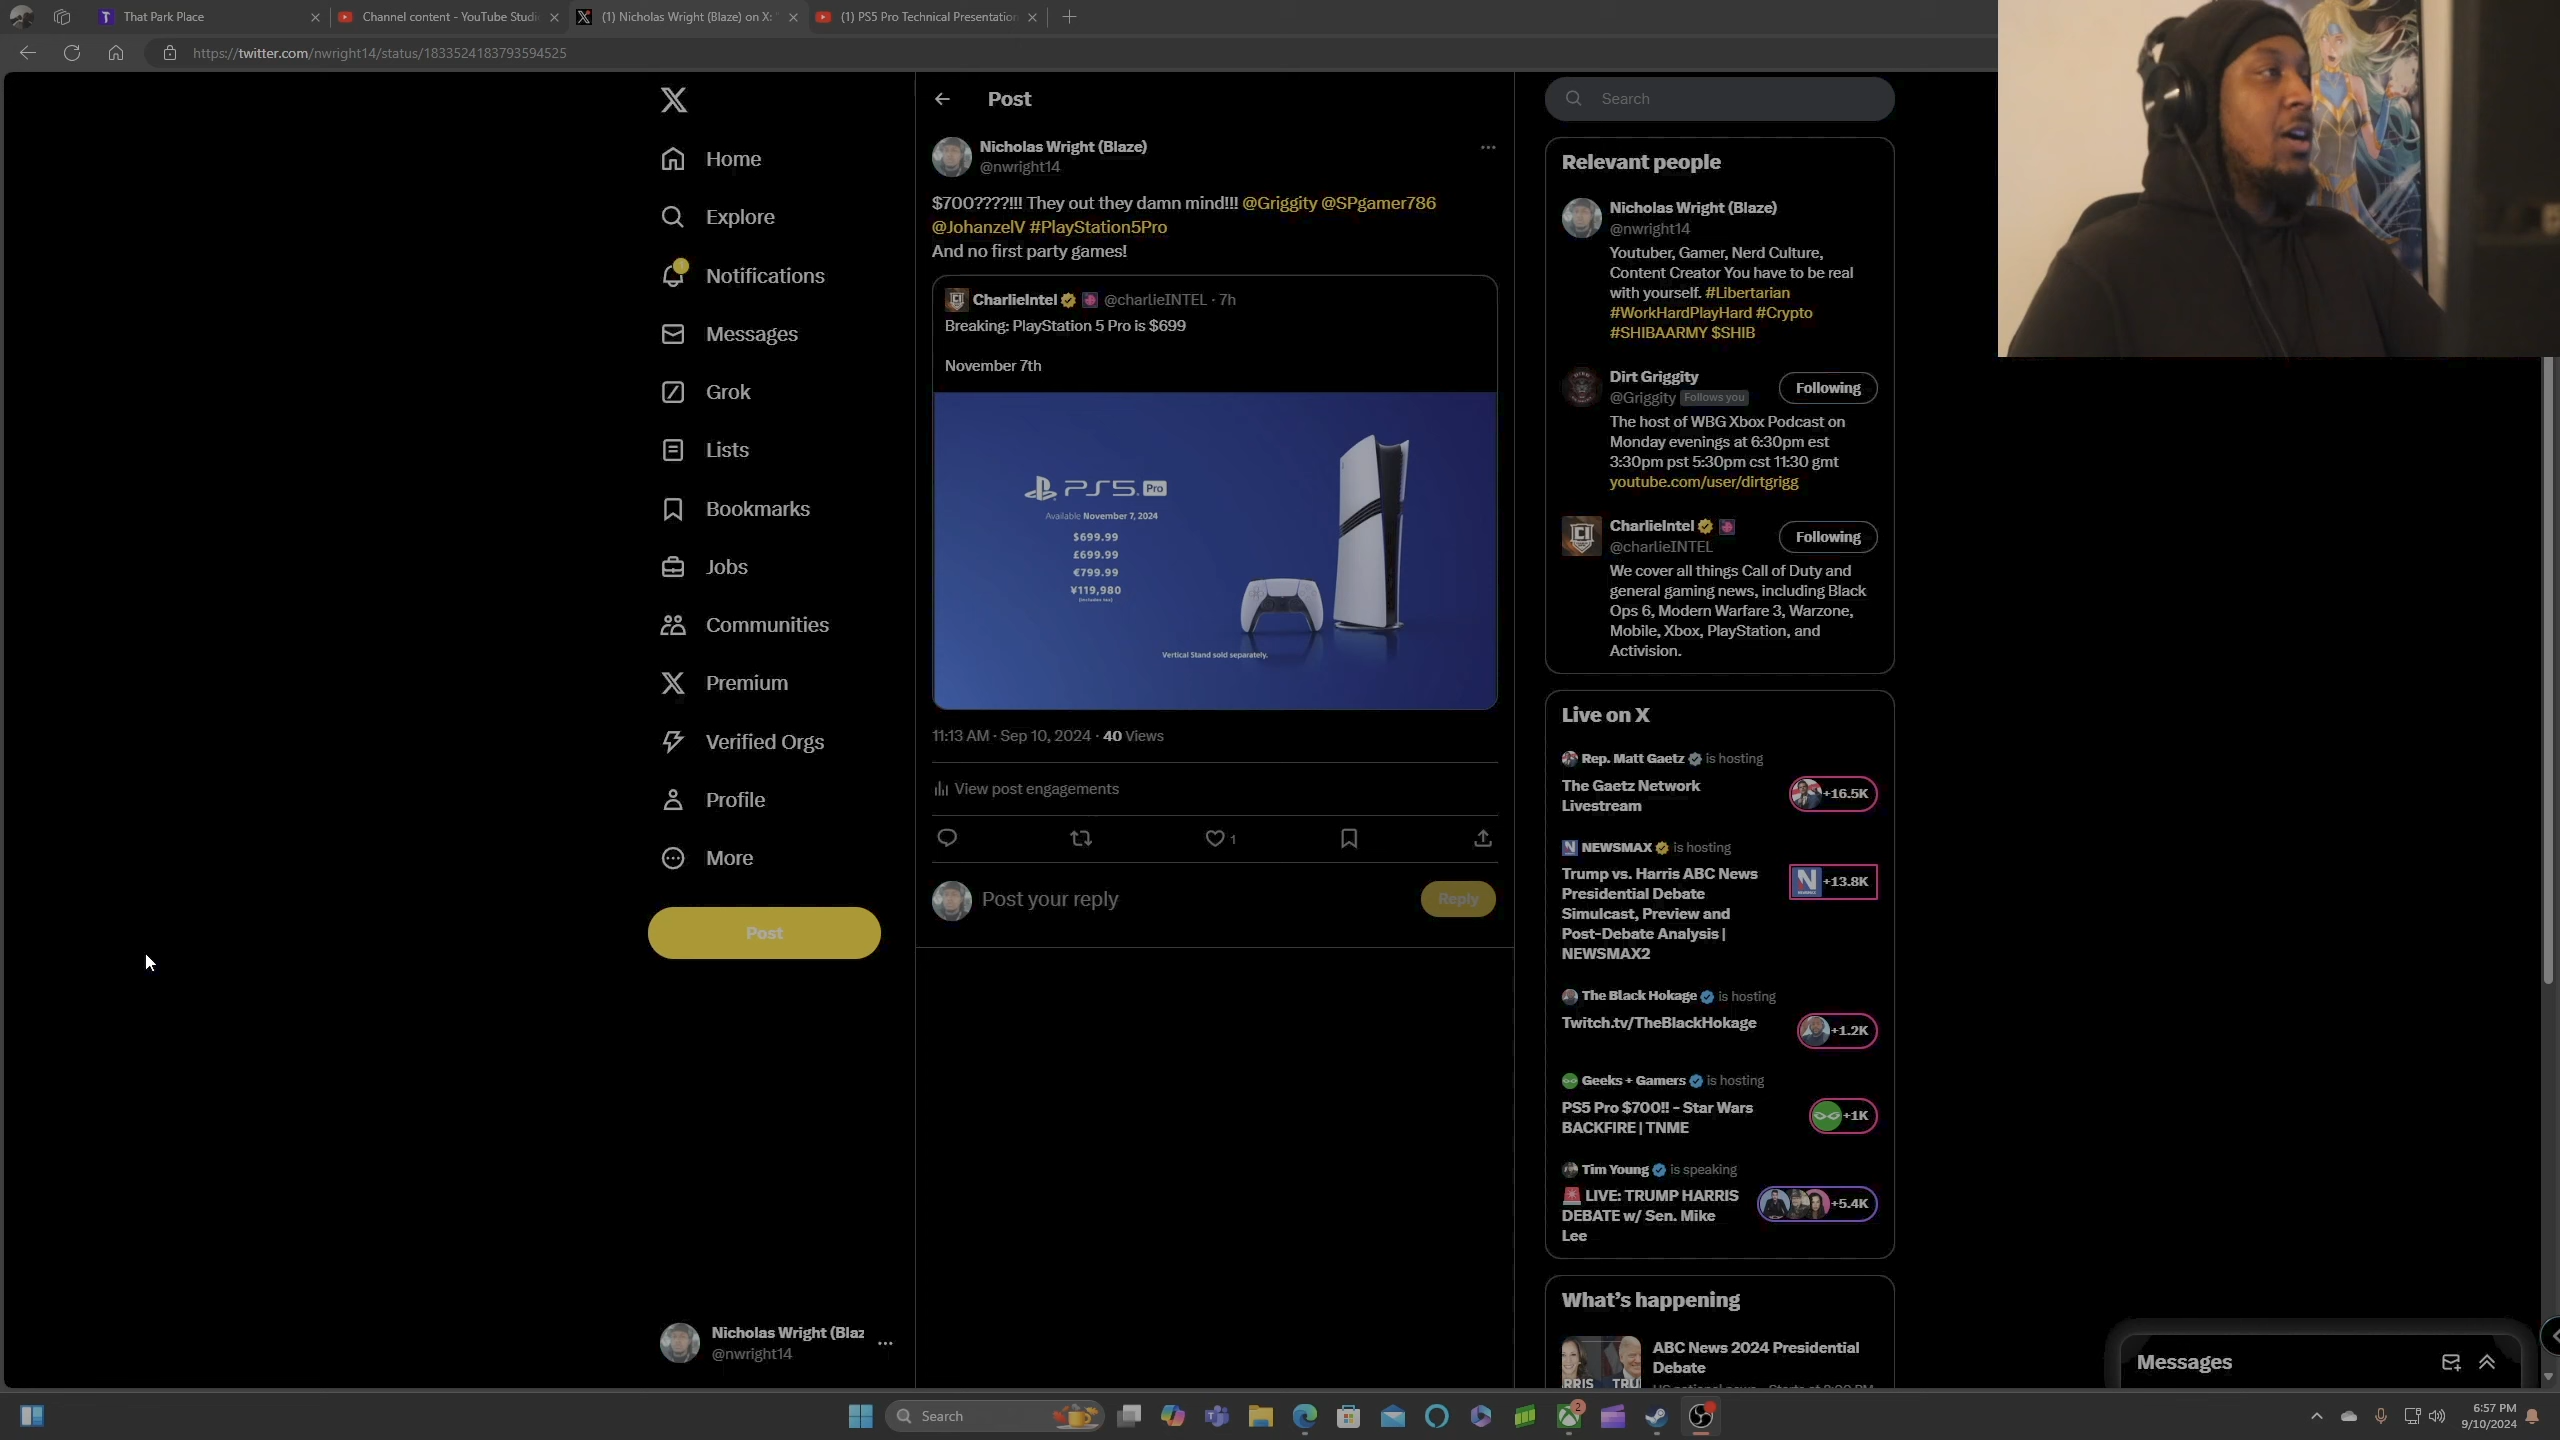 That Park Place
Channel content - YouTube Studi
(1) Nicholas Wright (Blaze) on X: "
(1) PS5 Pro Technical Presentation
https://twitter.com/nwright14/status/1833524183793594525
Home
Explore
Notifications
Messages
Grok
Lists
Bookmarks
Jobs
Communities
Premium
Verified Orgs
Profile
More
Post
Nicholas Wright (Blaz
@nwright14
Post
Nicholas Wright (Blaze)
@nwright14
$700????!!! They out they damn mind!!! @Griggity @SPgamer786
@JohanzelV #PlayStation5Pro
And no first party games!
CharlieIntel @charlieINTEL · 7h
Breaking: PlayStation 5 Pro is $699
November 7th
PS5 Pro
Available November 7, 2024
$699.99
£699.99
€799.99
¥119,980
(includes tax)
Vertical Stand sold separately.
11:13 AM · Sep 10, 2024 · 40 Views
View post engagements
1
Post your reply
Reply
Search
Relevant people
Nicholas Wright (Blaze)
@nwright14
Youtuber, Gamer, Nerd Culture,
Content Creator You have to be real
with yourself. #Libertarian
#WorkHardPlayHard #Crypto
#SHIBAARMY $SHIB
Dirt Griggity
@Griggity Follows you
Following
The host of WBG Xbox Podcast on
Monday evenings at 6:30pm est
3:30pm pst 5:30pm cst 11:30 gmt
youtube.com/user/dirtgrigg
CharlieIntel
@charlieINTEL
Following
We cover all things Call of Duty and
general gaming news, including Black
Ops 6, Modern Warfare 3, Warzone,
Mobile, Xbox, PlayStation, and
Activision.
Live on X
Rep. Matt Gaetz is hosting
The Gaetz Network
Livestream
+16.5K
NEWSMAX is hosting
Trump vs. Harris ABC News
Presidential Debate
Simulcast, Preview and
Post-Debate Analysis |
NEWSMAX2
+13.8K
The Black Hokage is hosting
Twitch.tv/TheBlackHokage
+1.2K
Geeks + Gamers is hosting
PS5 Pro $700!! - Star Wars
BACKFIRE | TNME
+1K
Tim Young is speaking
LIVE: TRUMP HARRIS
DEBATE w/ Sen. Mike
Lee
+5.4K
What's happening
ABC News 2024 Presidential
Debate
RRIS TRU
Messages
Search
2
6:57 PM
9/10/2024